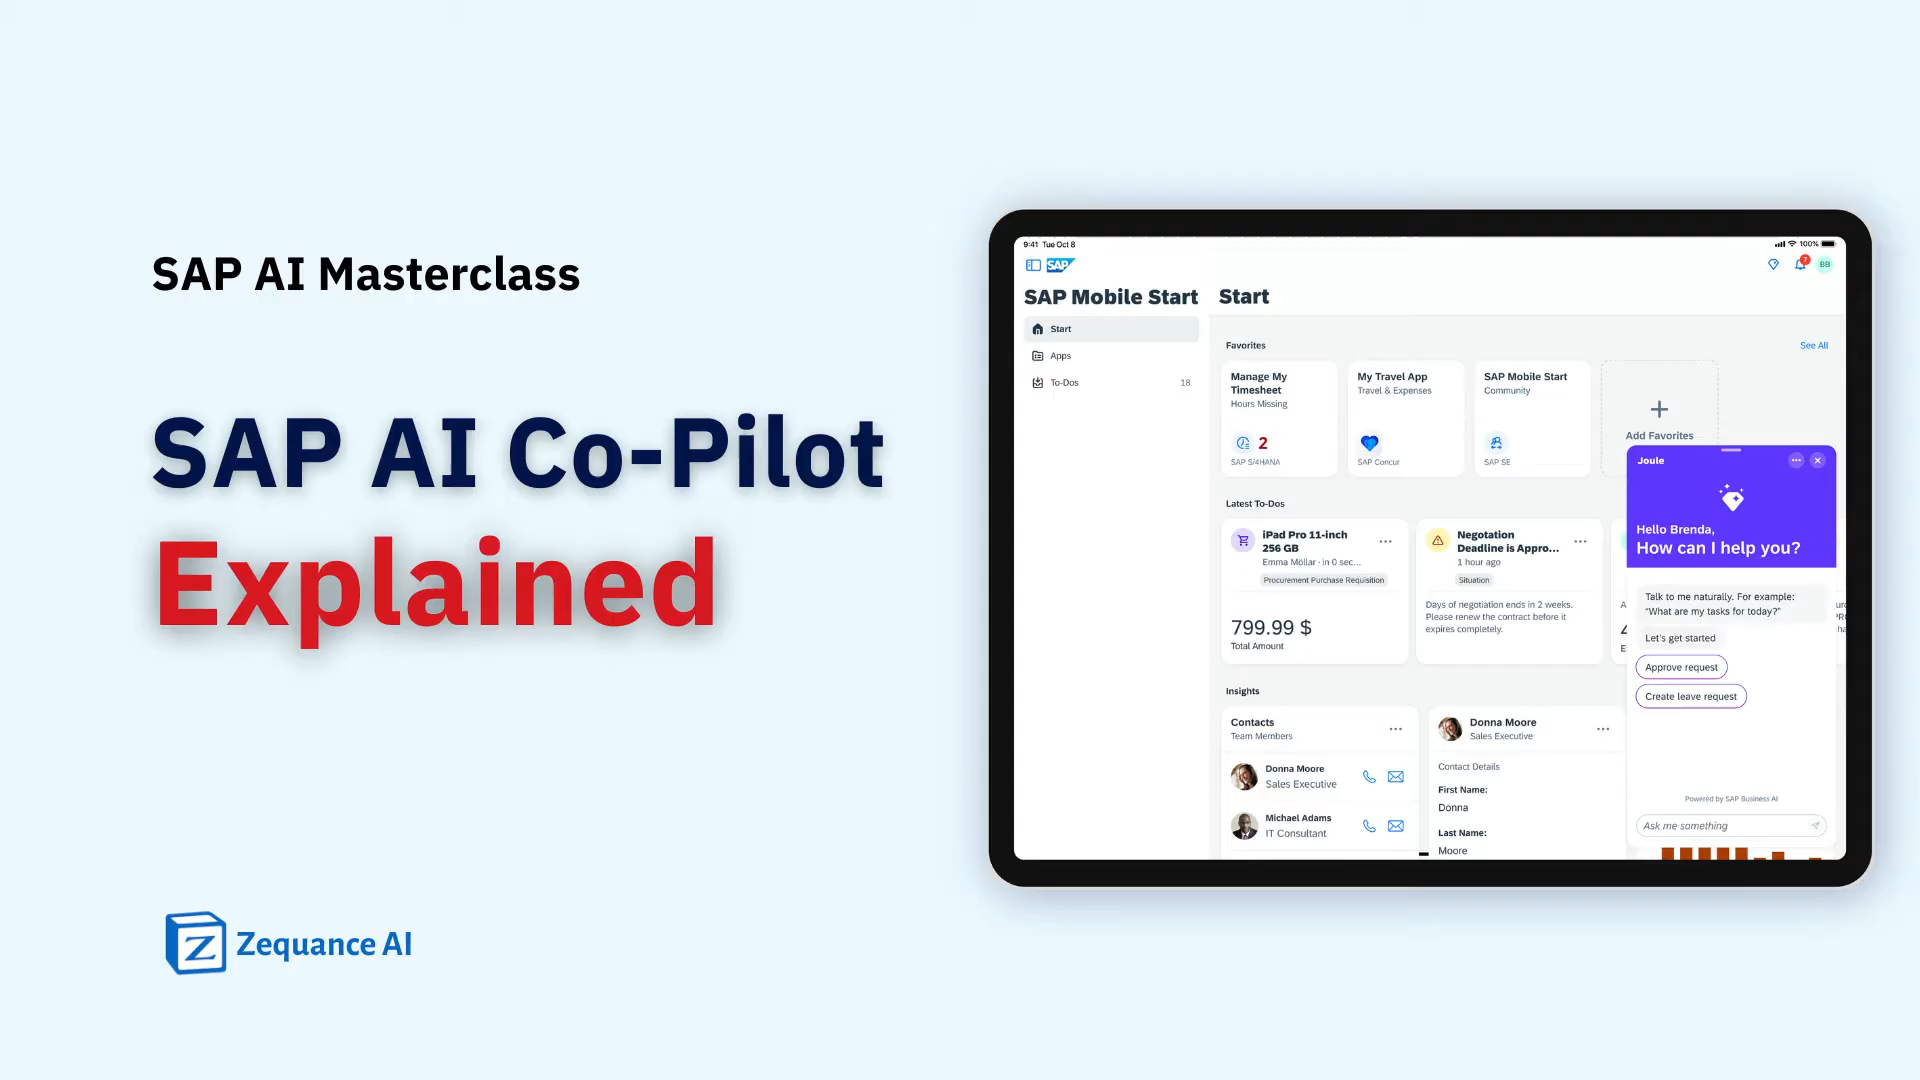 SAP AI Masterclass
SAP AI Co-Pilot
Explained
Z Zequance AI
9:41 Tue Oct 8
100%
SAP
7
BB
SAP Mobile Start
Start
Apps
To-Dos 18
Start
Favorites
See All
Manage My
Timesheet
Hours Missing
2
SAP S/4HANA
My Travel App
Travel & Expenses
SAP Concur
SAP Mobile Start
Community
SAP SE
Add Favorites
Latest To-Dos
iPad Pro 11-inch
256 GB
Emma Möllar · in 0 sec...
Procurement Purchase Requisition
799.99 $
Total Amount
Negotation
Deadline is Appro...
1 hour ago
Situation
Days of negotiation ends in 2 weeks.
Please renew the contract before it
expires completely.
Insights
Contacts
Team Members
Donna Moore
Sales Executive
Michael Adams
IT Consultant
Donna Moore
Sales Executive
Contact Details
First Name:
Donna
Last Name:
Moore
Joule
Hello Brenda,
How can I help you?
Talk to me naturally. For example:
“What are my tasks for today?”
Let's get started
Approve request
Create leave request
Powered by SAP Business AI
Ask me something